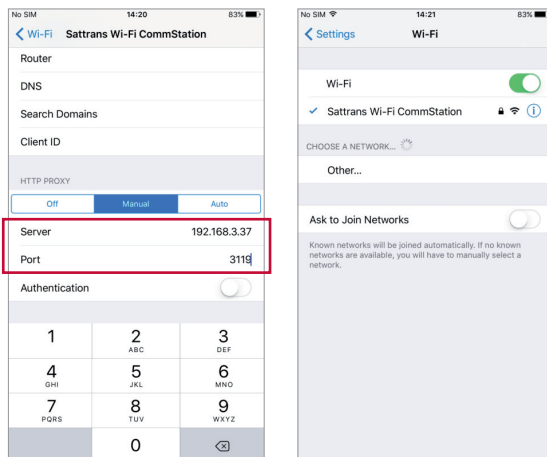 No SIM 14:20 83%
Wi-Fi Sattrans Wi-Fi CommStation
Router
DNS
Search Domains
Client ID
HTTP PROXY
Off Manual Auto
Server 192.168.3.37
Port 3119
Authentication
1 2 3
ABC DEF
4 5 6
GHI JKL MNO
7 8 9
PQRS TUV WXYZ
0
No SIM 14:21 83%
Settings Wi-Fi
Wi-Fi
Sattrans Wi-Fi CommStation
CHOOSE A NETWORK...
Other...
Ask to Join Networks
Known networks will be joined automatically. If no known
networks are available, you will have to manually select a
network.